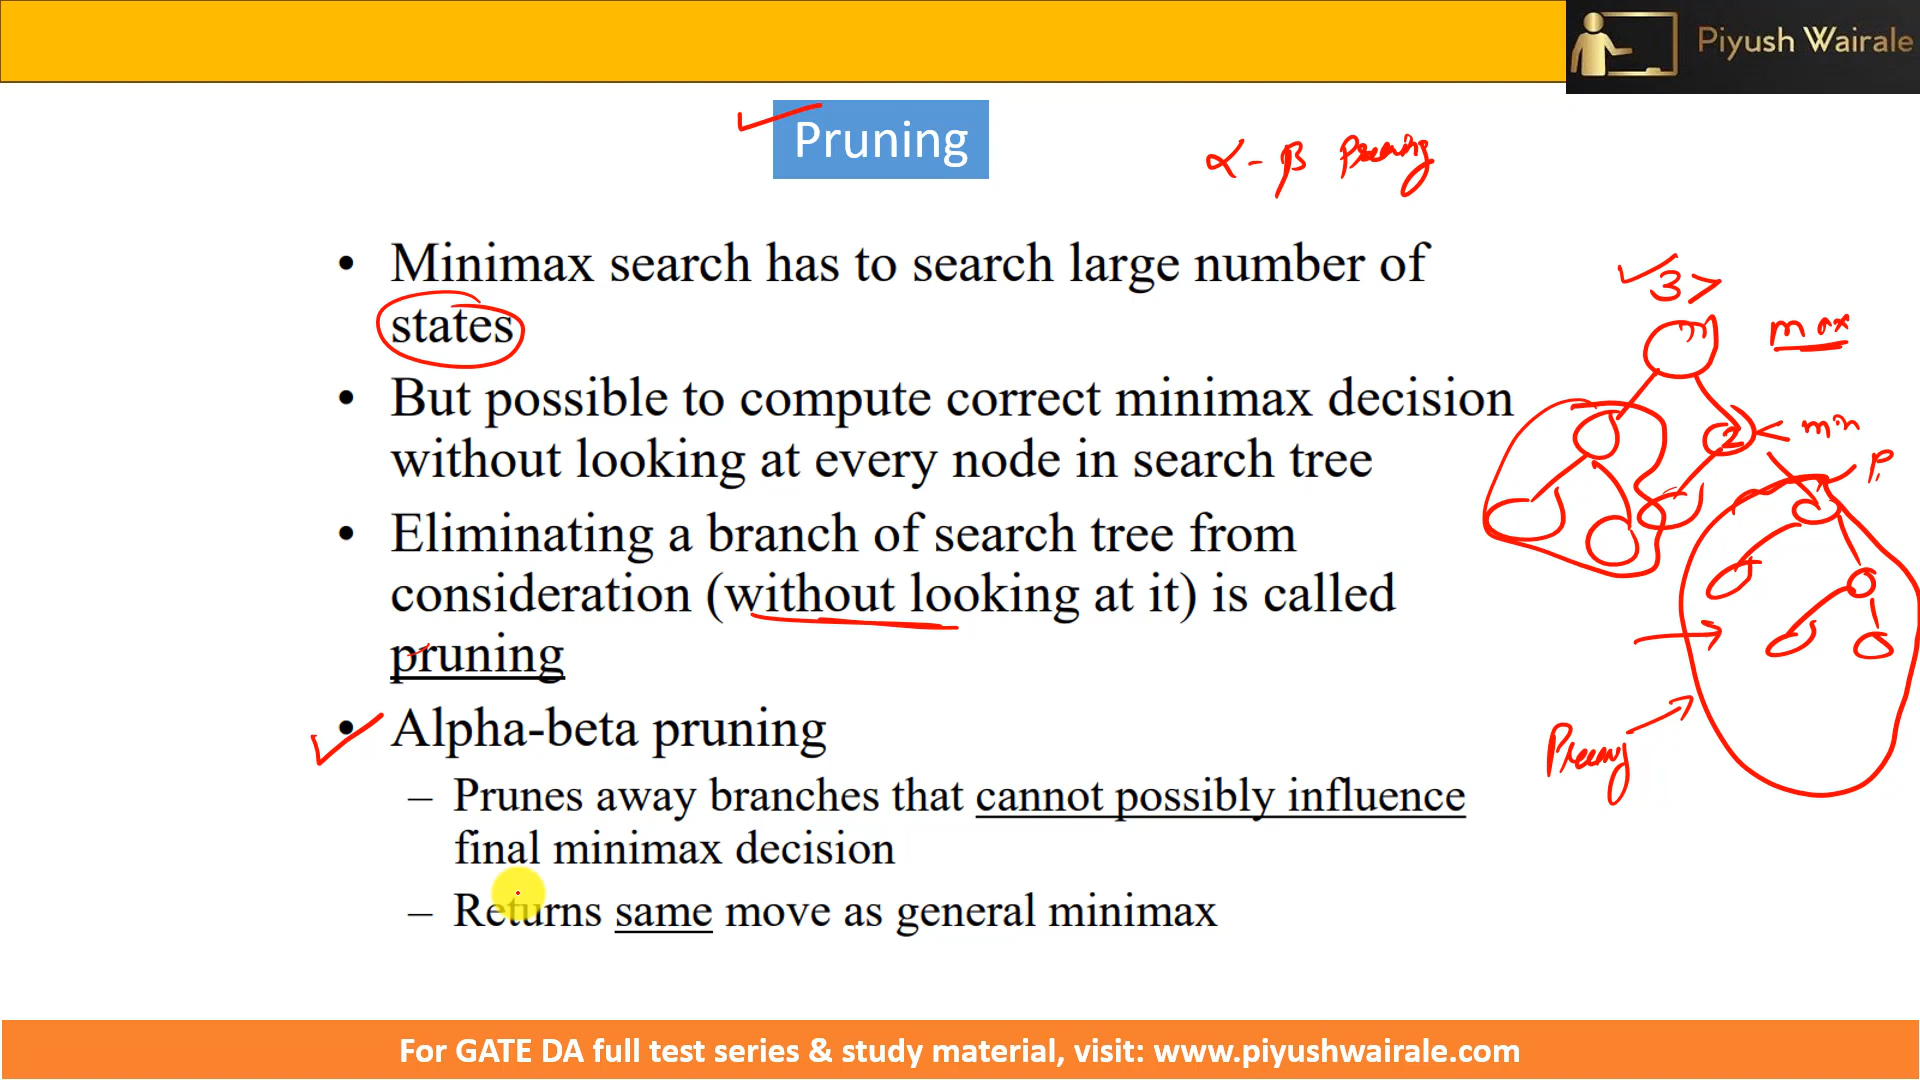 Piyush Wairale
Pruning
α-β Pruning
• Minimax search has to search large number of
states
• But possible to compute correct minimax decision
without looking at every node in search tree
• Eliminating a branch of search tree from
consideration (without looking at it) is called
pruning
• Alpha-beta pruning
– Prunes away branches that cannot possibly influence
final minimax decision
– Returns same move as general minimax
3 >
max
2
min
Pruning
For GATE DA full test series & study material, visit: www.piyushwairale.com